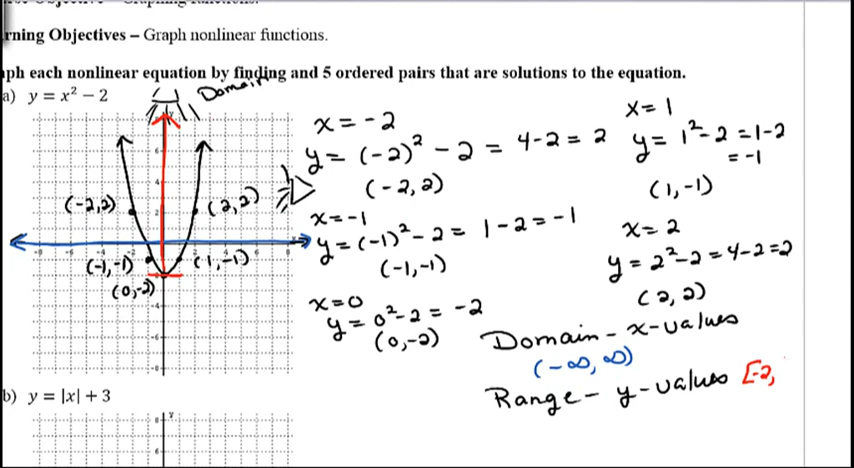 rning Objectives – Graph nonlinear functions.
aph each nonlinear equation by finding and 5 ordered pairs that are solutions to the equation.
a) y = x² – 2
Domain
(-2,2)
(2,2)
(-1,-1)
(1,-1)
(0,-2)
x = -2
y = (-2)² - 2 = 4-2 = 2
(-2,2)
x = -1
y = (-1)² - 2 = 1-2 = -1
(-1,-1)
x = 0
y = 0² - 2 = -2
(0,-2)
x = 1
y = 1² - 2 = 1-2
= -1
(1,-1)
x = 2
y = 2² - 2 = 4-2 = 2
(2,2)
Domain - x-values
(-∞, ∞)
Range - y-values [-2,
b) y = |x| + 3
y